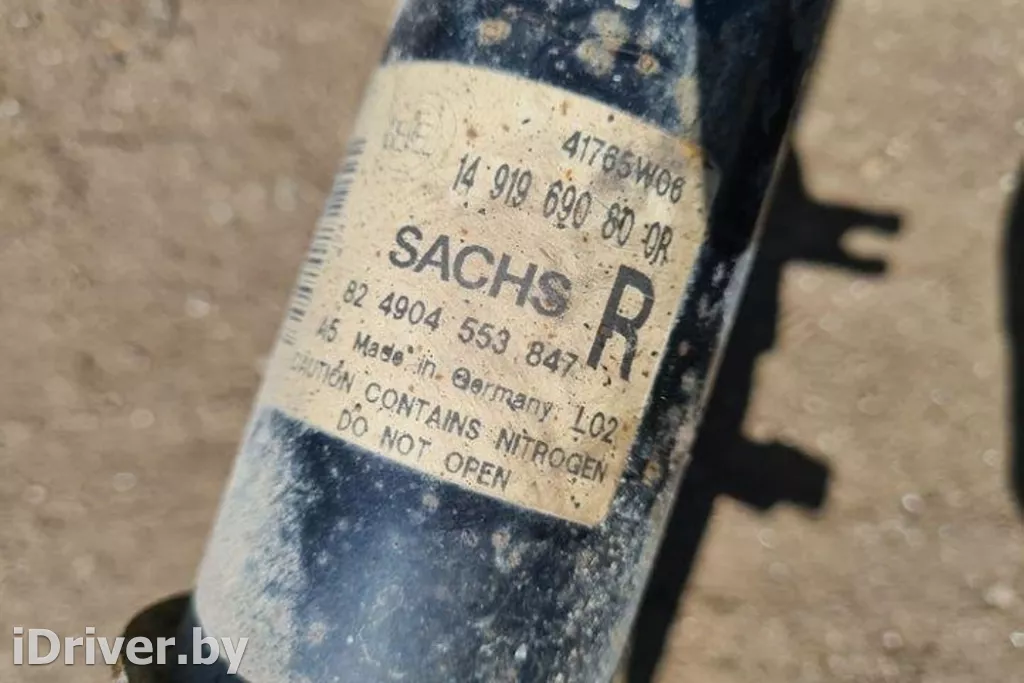 41765W06
14 919 690 80 0R
SACHS R
82 4904 553 847
A5 Made in Germany L02
CAUTION CONTAINS NITROGEN
DO NOT OPEN
iDriver.by